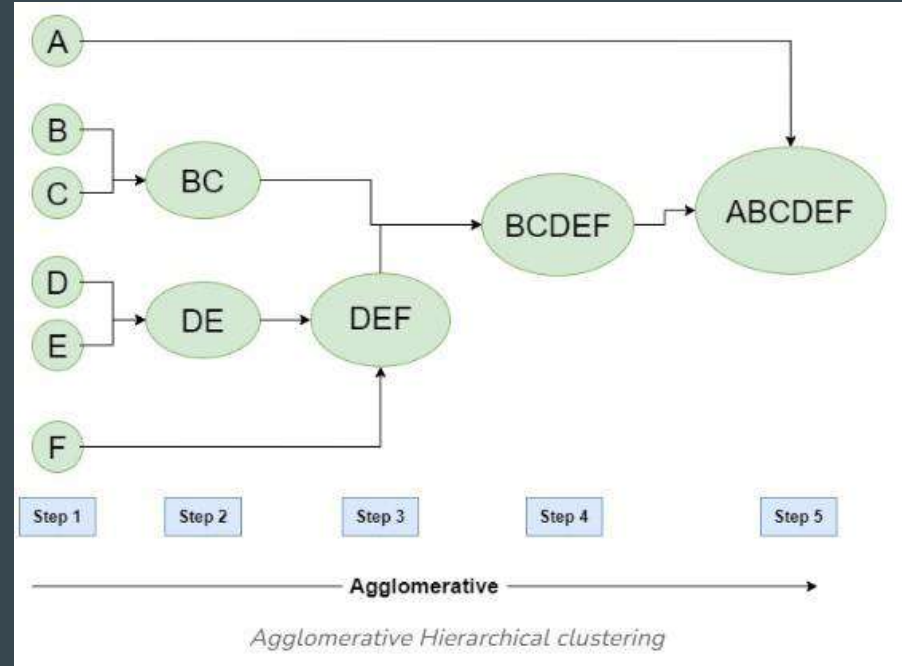 A
B
C
BC
D
E
DE
F
DEF
BCDEF
ABCDEF
Step 1
Step 2
Step 3
Step 4
Step 5
Agglomerative
Agglomerative Hierarchical clustering